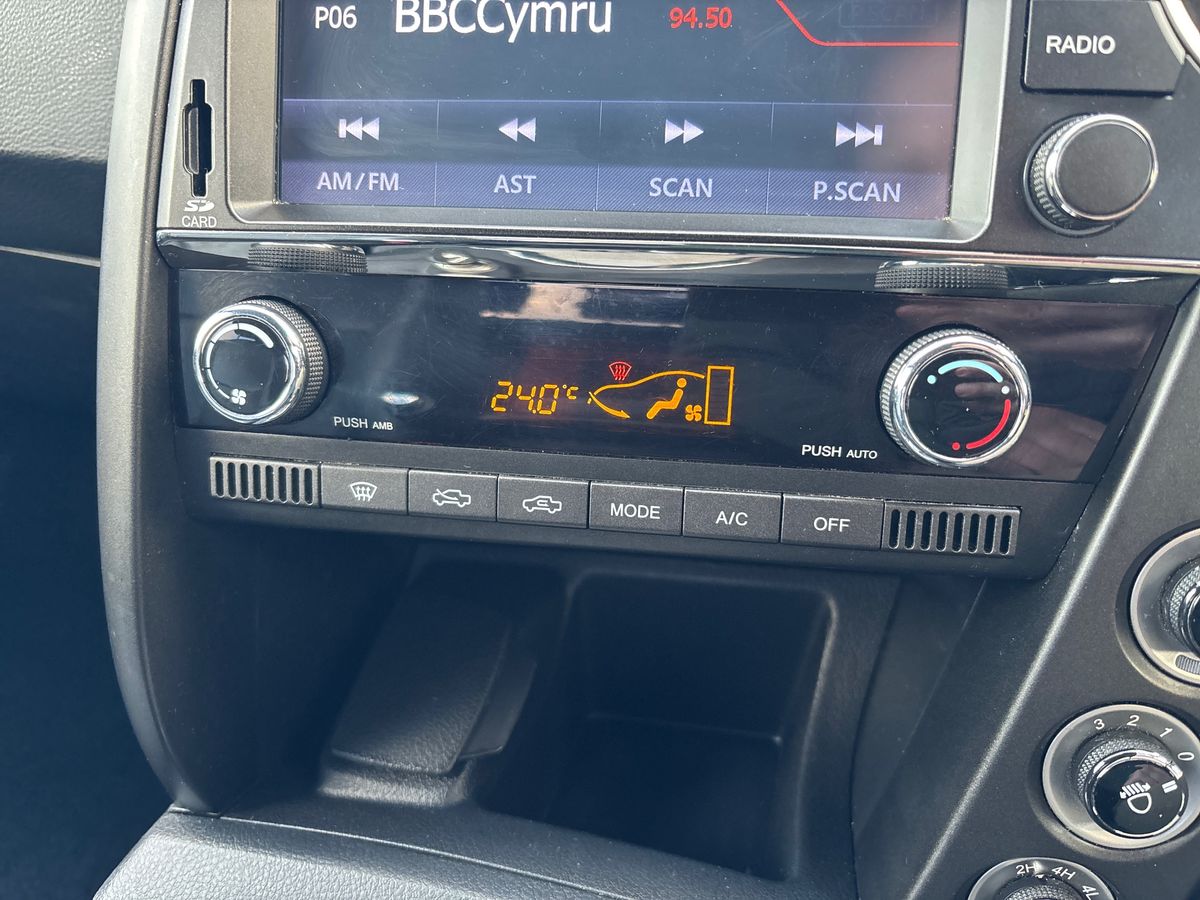 P06 BBCCymru 94.50
RADIO
AM/FM AST SCAN P.SCAN
SD
CARD
24.0°C
PUSH AMB
PUSH AUTO
MODE A/C OFF
3 2 1 0
2H 4H 4L